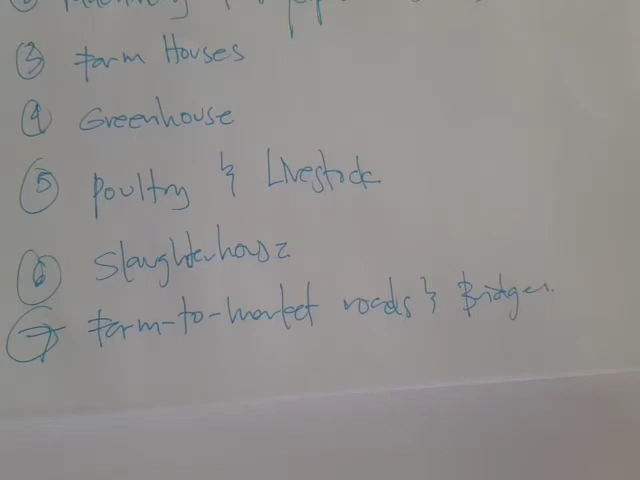 ③ Farm Houses
④ Greenhouse
⑤ Poultry & Livestock
⑥ Slaughterhouse
⑦ Farm-to-market roads & Bridges.